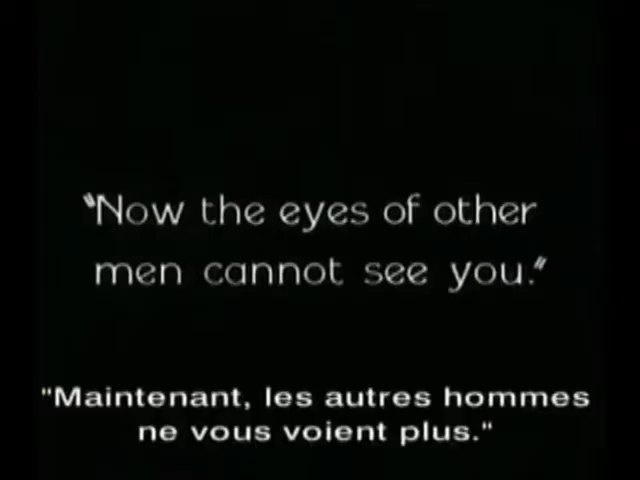 "Now the eyes of other
men cannot see you."
"Maintenant, les autres hommes
ne vous voient plus."